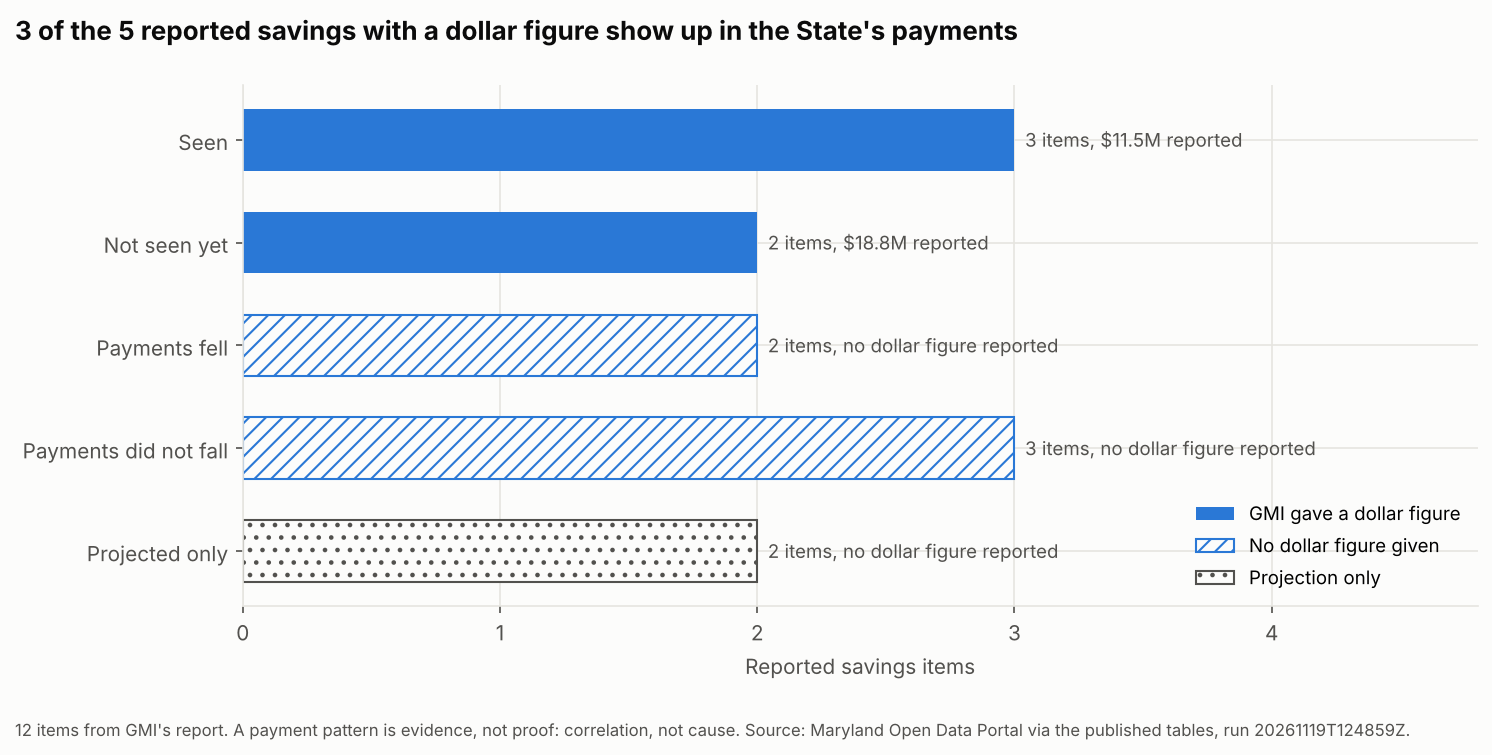 3 of the 5 reported savings with a dollar figure show up in the State's payments
Seen
3 items, $11.5M reported
Not seen yet
2 items, $18.8M reported
Payments fell
2 items, no dollar figure reported
Payments did not fall
3 items, no dollar figure reported
Projected only
2 items, no dollar figure reported
GMI gave a dollar figure
No dollar figure given
Projection only
0 1 2 3 4
Reported savings items
12 items from GMI's report. A payment pattern is evidence, not proof: correlation, not cause. Source: Maryland Open Data Portal via the published tables, run 20261119T124859Z.